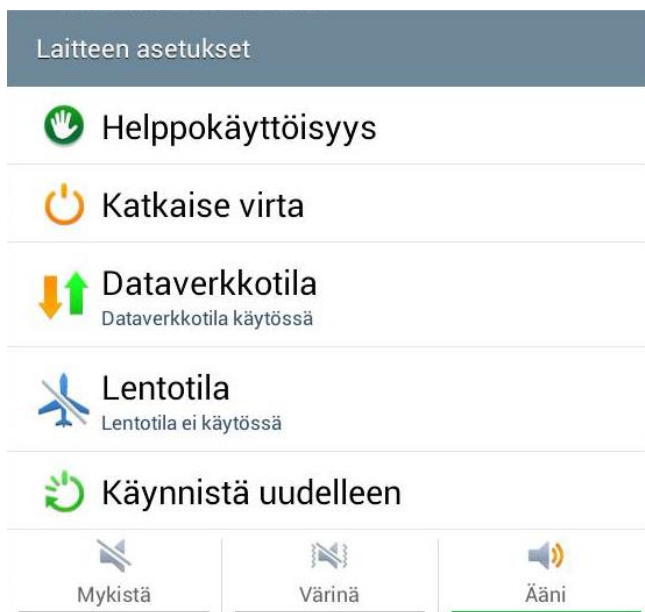 Laitteen asetukset
Helppokäyttöisyys
Katkaise virta
Dataverkkotila
Dataverkkotila käytössä
Lentotila
Lentotila ei käytössä
Käynnistä uudelleen
Mykistä Värinä Ääni